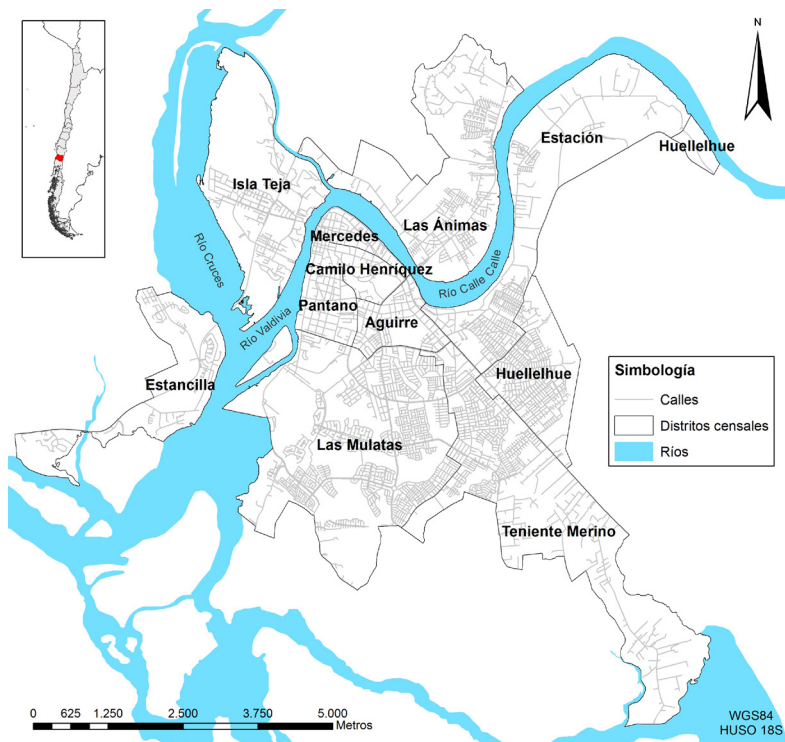 N
Estación
Huellelhue
Isla Teja
Las Ánimas
Mercedes
Río Cruces
Camilo Henríquez
Río Calle Calle
Pantano
Río Valdivia
Aguirre
Estancilla
Huellelhue
Las Mulatas
Teniente Merino
Simbología
Calles
Distritos censales
Ríos
0 625 1.250 2.500 3.750 5.000
Metros
WGS84
HUSO 18S